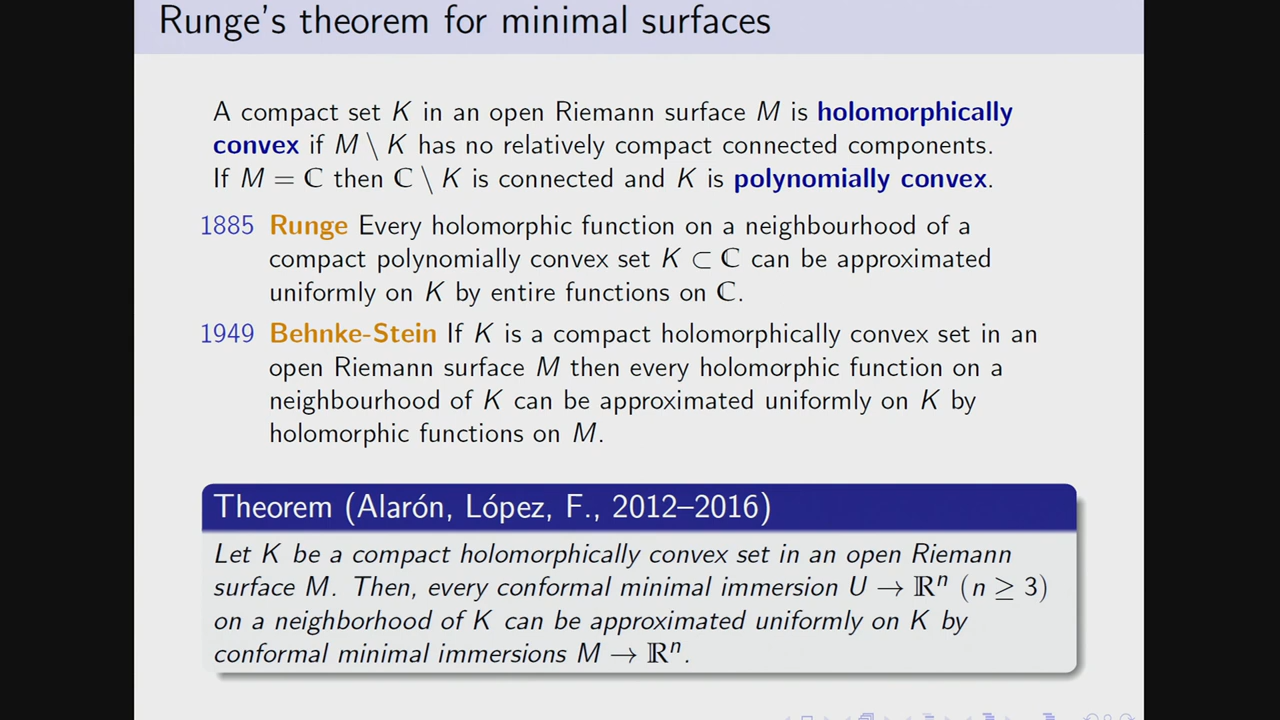 Runge's theorem for minimal surfaces
A compact set K in an open Riemann surface M is holomorphically
convex if M \ K has no relatively compact connected components.
If M = ℂ then ℂ \ K is connected and K is polynomially convex.
1885 Runge Every holomorphic function on a neighbourhood of a
compact polynomially convex set K ⊂ ℂ can be approximated
uniformly on K by entire functions on ℂ.
1949 Behnke-Stein If K is a compact holomorphically convex set in an
open Riemann surface M then every holomorphic function on a
neighbourhood of K can be approximated uniformly on K by
holomorphic functions on M.
Theorem (Alarón, López, F., 2012–2016)
Let K be a compact holomorphically convex set in an open Riemann
surface M. Then, every conformal minimal immersion U → ℝⁿ (n ≥ 3)
on a neighborhood of K can be approximated uniformly on K by
conformal minimal immersions M → ℝⁿ.